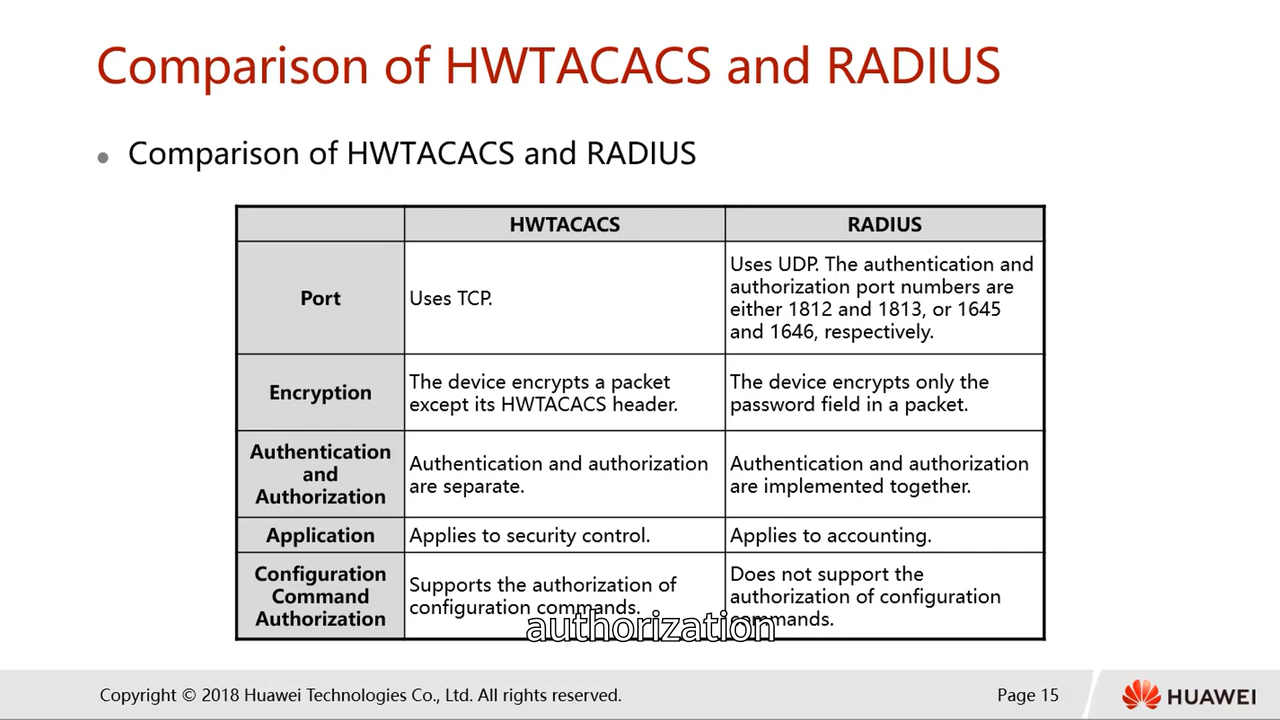 Comparison of HWTACACS and RADIUS
Comparison of HWTACACS and RADIUS
HWTACACS
RADIUS
Port
Uses TCP.
Uses UDP. The authentication and
authorization port numbers are
either 1812 and 1813, or 1645
and 1646, respectively.
Encryption
The device encrypts a packet
except its HWTACACS header.
The device encrypts only the
password field in a packet.
Authentication
and
Authorization
Authentication and authorization
are separate.
Authentication and authorization
are implemented together.
Application
Applies to security control.
Applies to accounting.
Configuration
Command
Authorization
Supports the authorization of
configuration commands.
Does not support the
authorization of configuration
commands.
authorization
Copyright © 2018 Huawei Technologies Co., Ltd. All rights reserved.
Page 15
HUAWEI